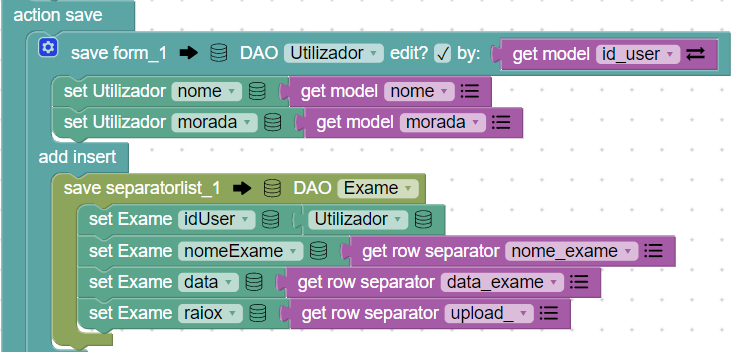 action save
save form_1 DAO Utilizador edit? by: get model id_user
set Utilizador nome get model nome
set Utilizador morada get model morada
add insert
save separatorlist_1 DAO Exame
set Exame idUser Utilizador
set Exame nomeExame get row separator nome_exame
set Exame data get row separator data_exame
set Exame raiox get row separator upload_